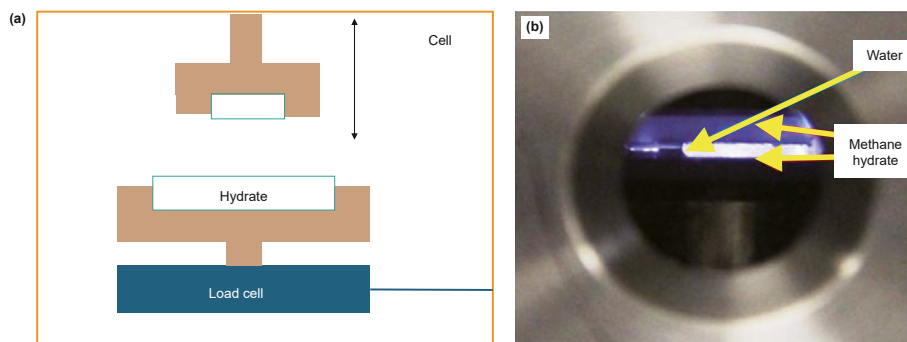 (a)
Cell
Hydrate
Load cell
(b)
Water
Methane
hydrate